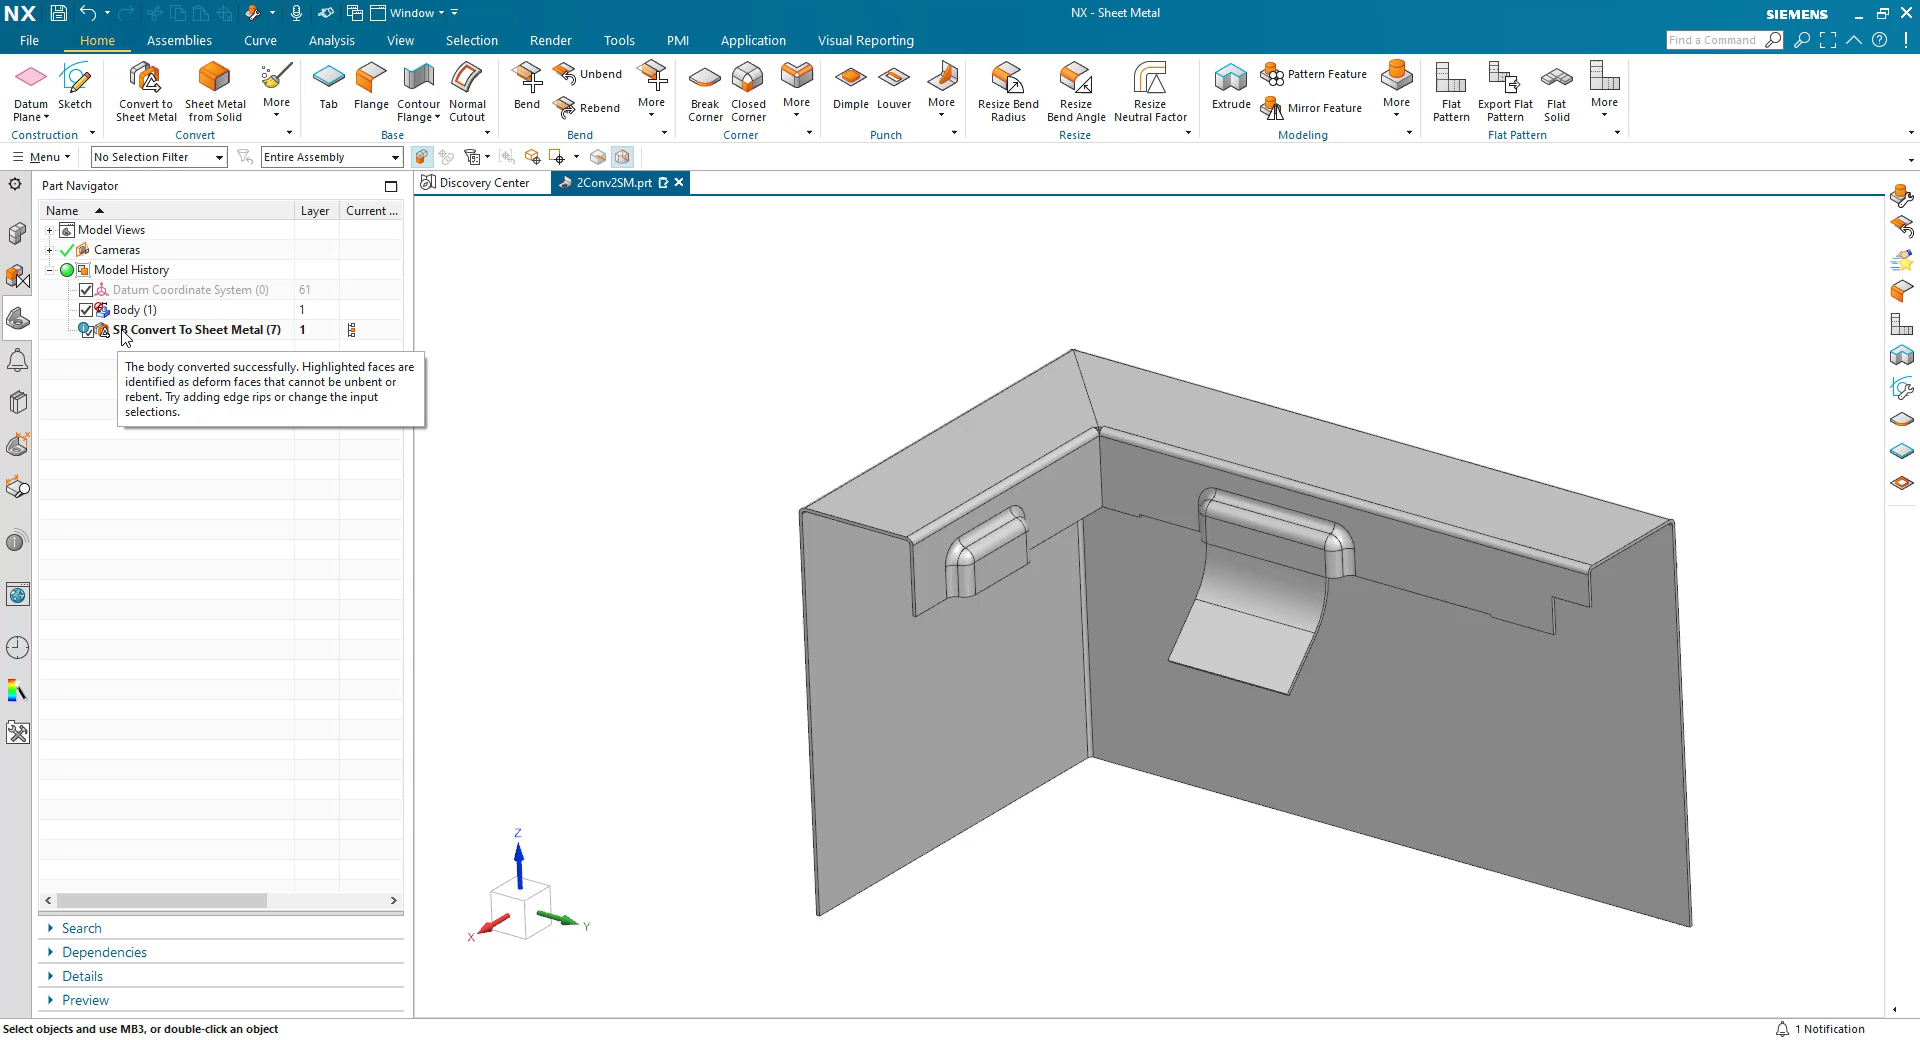 NX
Window
NX - Sheet Metal
SIEMENS
File
Home
Assemblies
Curve
Analysis
View
Selection
Render
Tools
PMI
Application
Visual Reporting
Find a Command
Datum
Plane
Sketch
Construction
Convert to
Sheet Metal
Sheet Metal
from Solid
More
Convert
Tab
Flange
Contour
Flange
Normal
Cutout
Base
Bend
Unbend
Rebend
More
Bend
Break
Corner
Closed
Corner
More
Corner
Dimple
Louver
More
Punch
Resize Bend
Radius
Resize
Bend Angle
Resize
Neutral Factor
Resize
Extrude
Pattern Feature
Mirror Feature
More
Modeling
Flat
Pattern
Export Flat
Pattern
Flat
Solid
More
Flat Pattern
Menu
No Selection Filter
Entire Assembly
Part Navigator
Discovery Center
2Conv2SM.prt
Name
Layer
Current ...
Model Views
Cameras
Model History
Datum Coordinate System (0)
61
Body (1)
1
SB Convert To Sheet Metal (7)
1
The body converted successfully. Highlighted faces are
identified as deform faces that cannot be unbent or
rebent. Try adding edge rips or change the input
selections.
Z
X
Y
Search
Dependencies
Details
Preview
Select objects and use MB3, or double-click an object
1 Notification